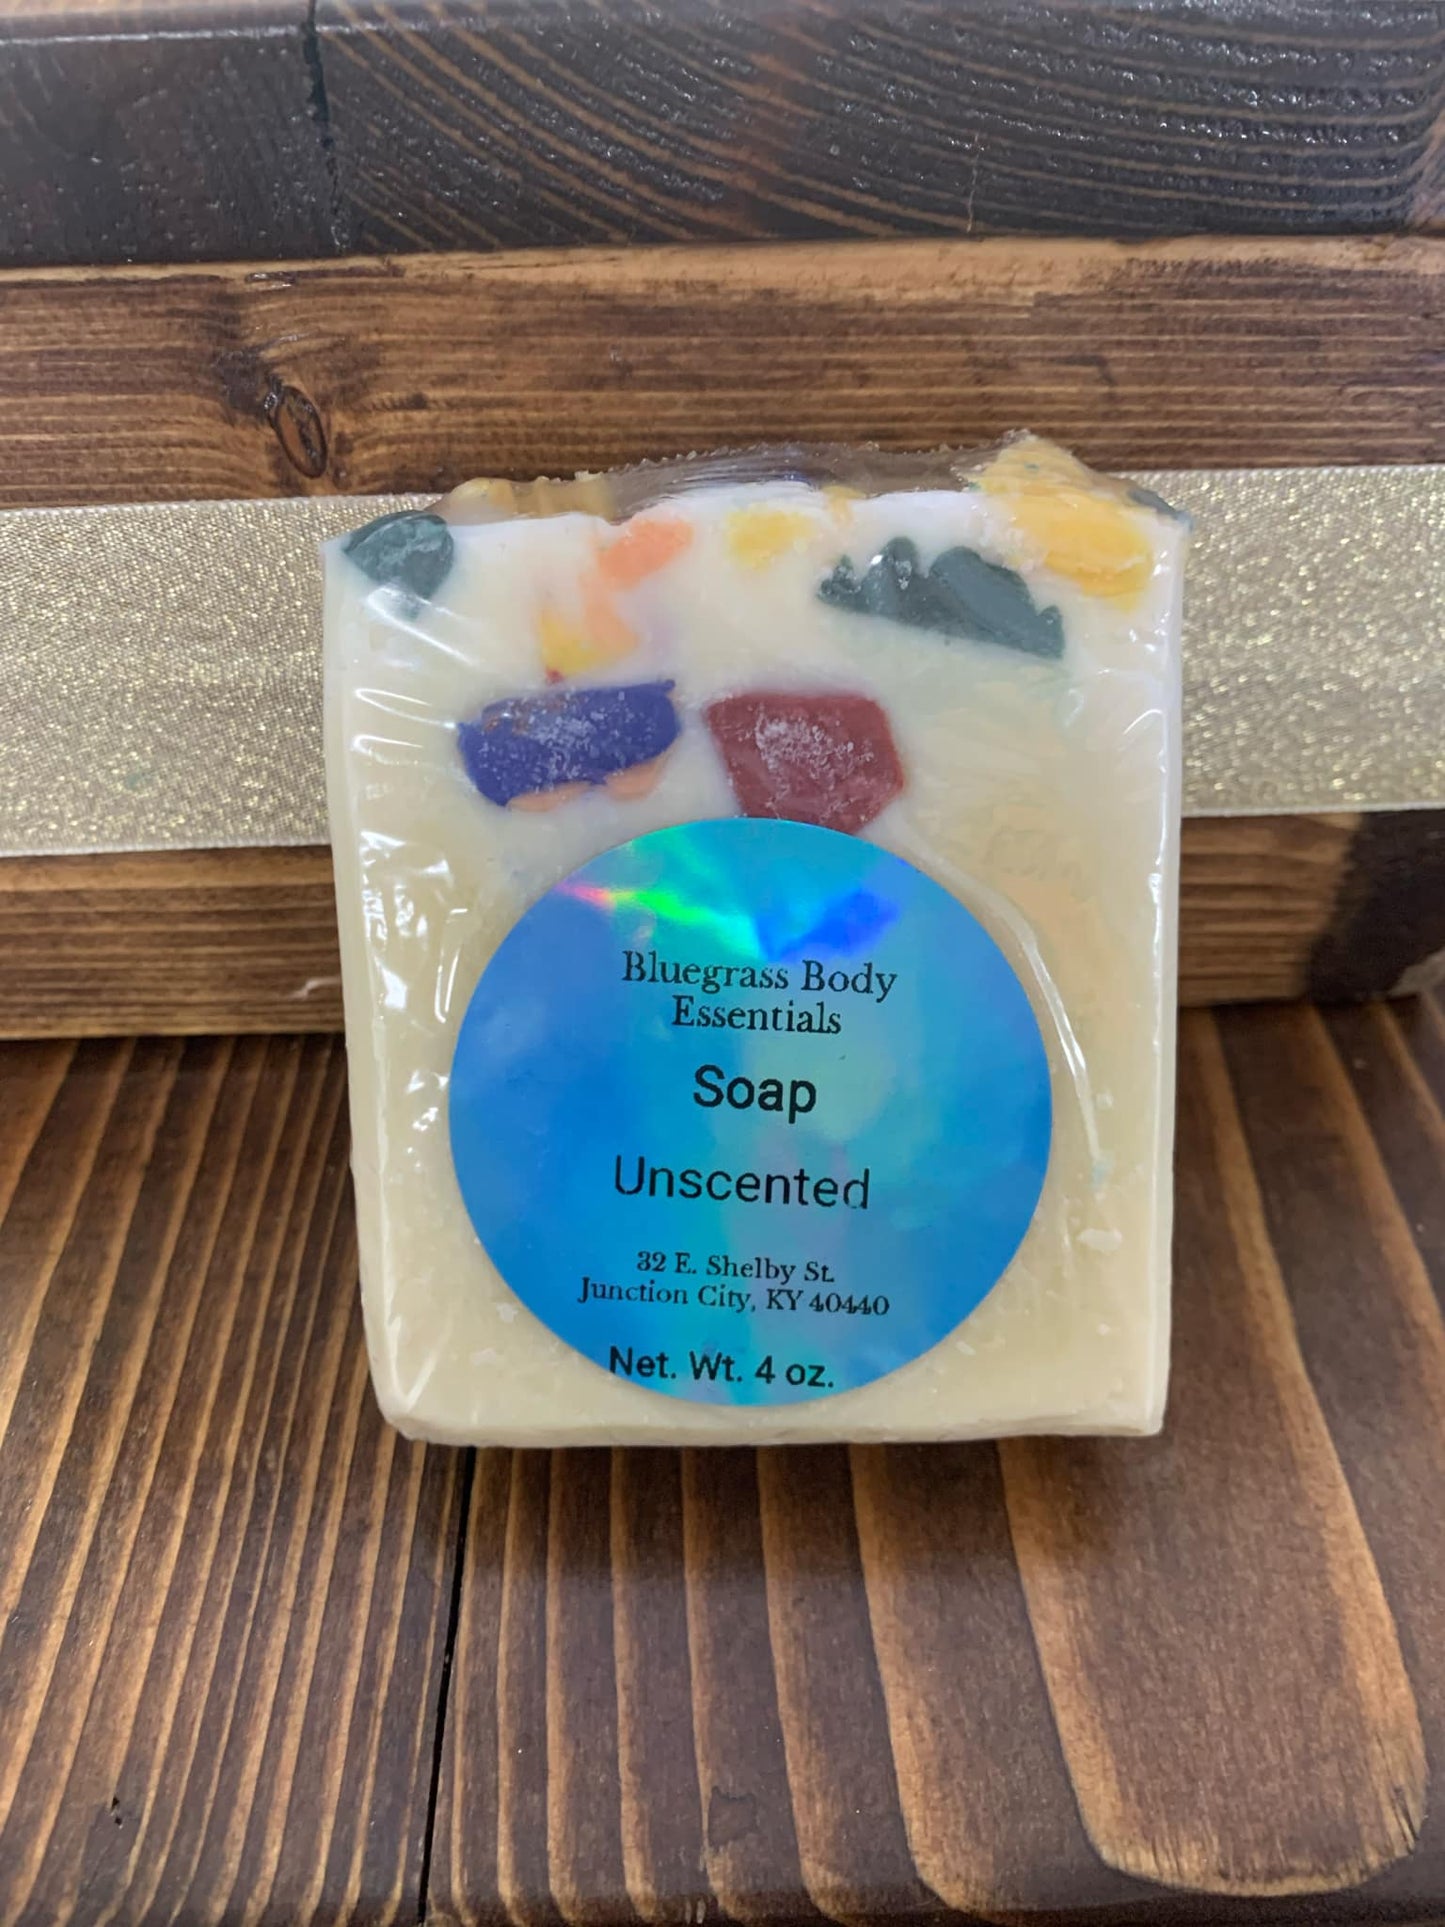 Bluegrass Body
Essentials
Soap
Unscented
32 E. Shelby St.
Junction City, KY 40440
Net. Wt. 4 oz.